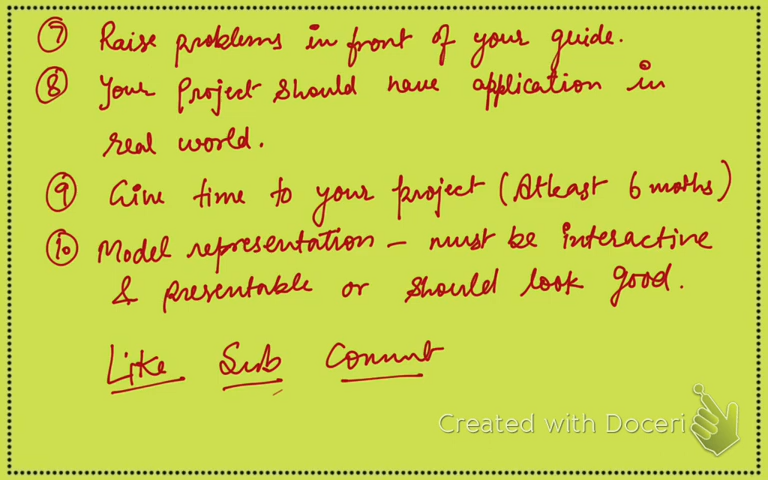 ⑦ Raise problems in front of your guide.
⑧ Your Project should have application in
real world.
⑨ Give time to your project (Atleast 6 moths)
⑩ Model representation – must be interactive
& presentable or should look good.
Like Sub Comment
Created with Doceri